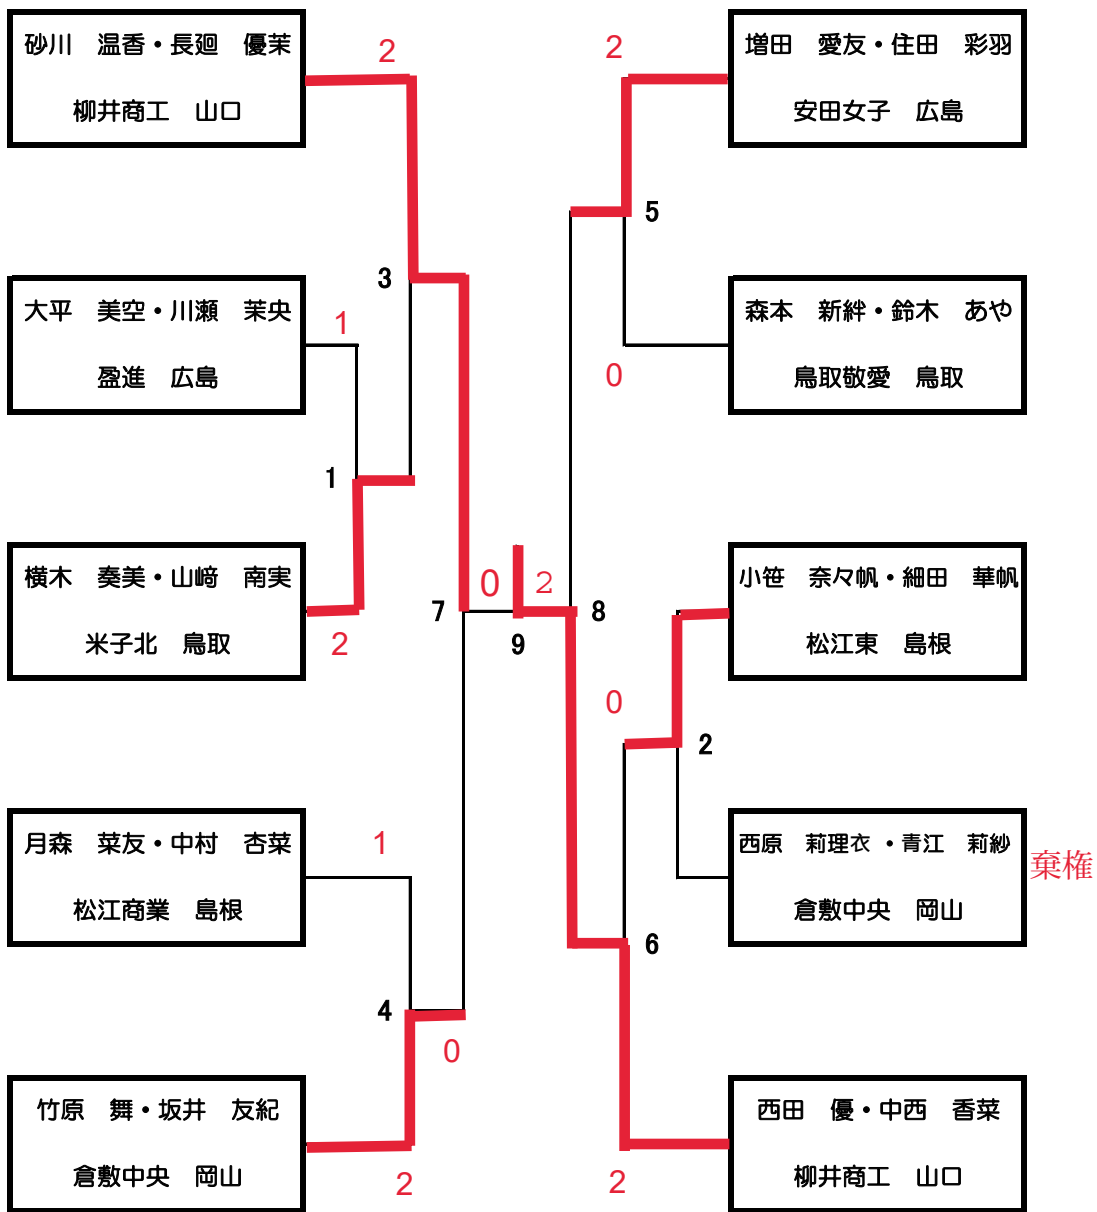 砂川　温香・長廻　優茉
柳井商工　山口
2
大平　美空・川瀬　茉央
盈進　広島
1
3
1
横木　奏美・山﨑　南実
米子北　鳥取
2
月森　菜友・中村　杏菜
松江商業　島根
1
4
0
竹原　舞・坂井　友紀
倉敷中央　岡山
2
7
0
2
9
8
増田　愛友・住田　彩羽
安田女子　広島
2
5
森本　新絆・鈴木　あや
鳥取敬愛　鳥取
0
小笹　奈々帆・細田　華帆
松江東　島根
0
2
西原　莉理衣・青江　莉紗
倉敷中央　岡山
棄権
6
西田　優・中西　香菜
柳井商工　山口
2